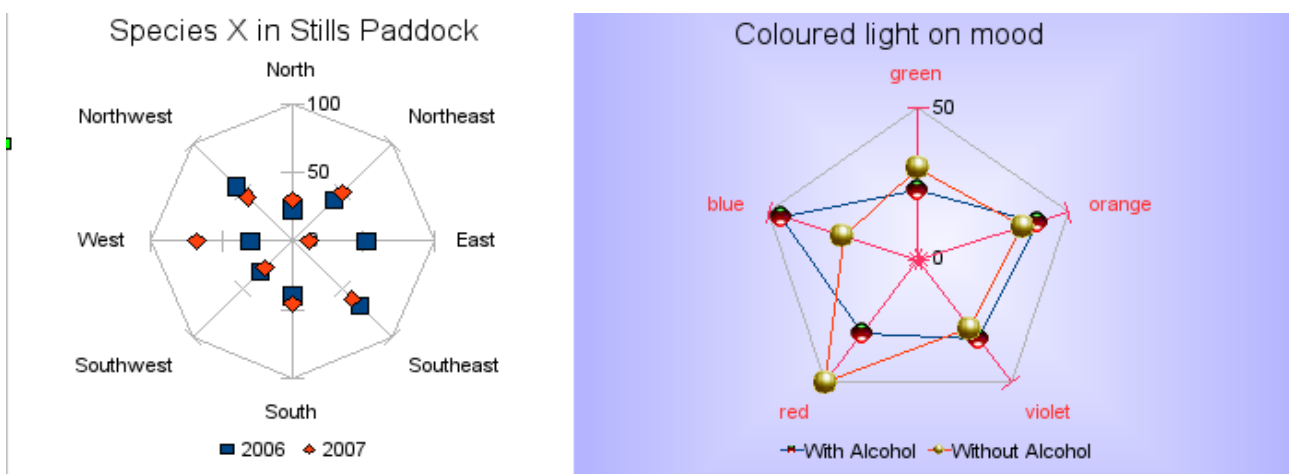 Species X in Stills Paddock
North
100
Northwest
Northeast
50
West
0
East
Southwest
Southeast
South
2006 2007
Coloured light on mood
green
50
blue
orange
0
red
violet
With Alcohol Without Alcohol